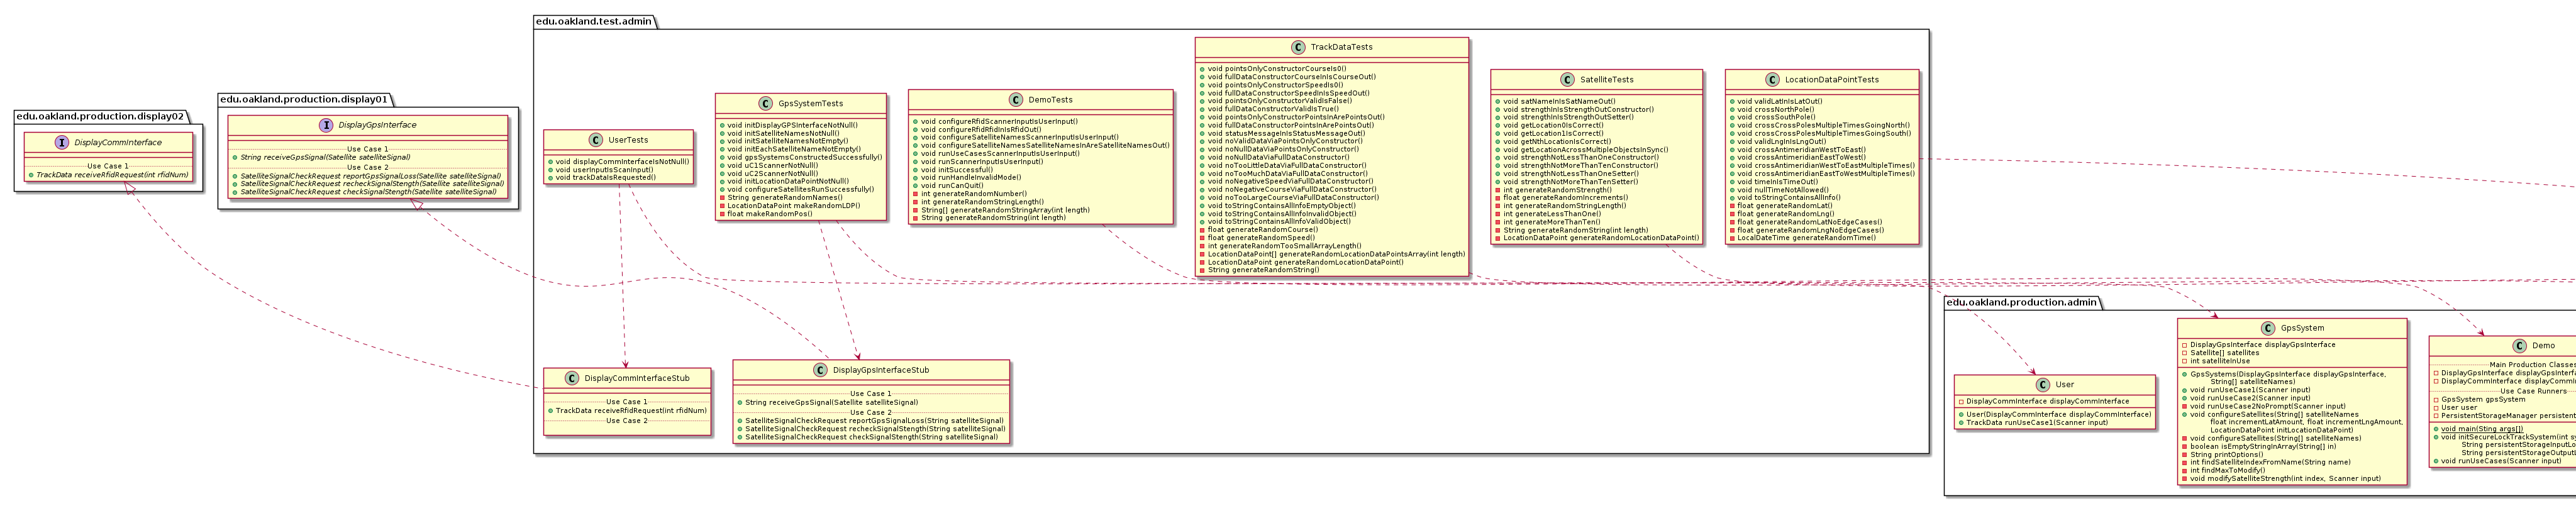 edu.oakland.production.display02
I DisplayCommInterface
Use Case 1
TrackData receiveRfidRequest(int rfidNum)
edu.oakland.production.display01
I DisplayGpsInterface
Use Case 1
String receiveGpsSignal(Satellite satelliteSignal)
Use Case 2
SatelliteSignalCheckRequest reportGpsSignalLoss(Satellite satelliteSignal)
SatelliteSignalCheckRequest recheckSignalStength(Satellite satelliteSignal)
SatelliteSignalCheckRequest checkSignalStength(Satellite satelliteSignal)
edu.oakland.test.admin
C UserTests
void displayCommInterfaceIsNotNull()
void userInputIsScanInput()
void trackDataIsRequested()
C GpsSystemTests
void initDisplayGPSInterfaceNotNull()
void initSatelliteNamesNotNull()
void initSatelliteNamesNotEmpty()
void initEachSatelliteNameNotEmpty()
void gpsSystemsConstructedSuccessfully()
void uC1ScannerNotNull()
void uC2ScannerNotNull()
void initLocationDataPointNotNull()
void configureSatellitesRunSuccessfully()
String generateRandomNames()
LocationDataPoint makeRandomLDP()
float makeRandomPos()
C DemoTests
void configureRfidScannerInputIsUserInput()
void configureRfidRfidInIsRfidOut()
void configureSatelliteNamesScannerInputIsUserInput()
void configureSatelliteNamesSatelliteNamesInAreSatelliteNamesOut()
void runUseCasesScannerInputIsUserInput()
void runScannerInputIsUserInput()
void initSuccessful()
void runHandleInvalidMode()
void runCanQuit()
int generateRandomNumber()
int generateRandomStringLength()
String[] generateRandomStringArray(int length)
String generateRandomString(int length)
C TrackDataTests
void pointsOnlyConstructorCourseIs0()
void fullDataConstructorCourseInIsCourseOut()
void pointsOnlyConstructorSpeedIs0()
void fullDataConstructorSpeedInIsSpeedOut()
void pointsOnlyConstructorValidIsFalse()
void fullDataConstructorValidIsTrue()
void pointsOnlyConstructorPointsInArePointsOut()
void fullDataConstructorPointsInArePointsOut()
void statusMessageInIsStatusMessageOut()
void noValidDataViaPointsOnlyConstructor()
void noNullDataViaPointsOnlyConstructor()
void noNullDataViaFullDataConstructor()
void noTooLittleDataViaFullDataConstructor()
void noTooMuchDataViaFullDataConstructor()
void noNegativeSpeedViaFullDataConstructor()
void noNegativeCourseViaFullDataConstructor()
void noTooLargeCourseViaFullDataConstructor()
void toStringContainsAllInfoEmptyObject()
void toStringContainsAllInfoInvalidObject()
void toStringContainsAllInfoValidObject()
float generateRandomCourse()
float generateRandomSpeed()
int generateRandomTooSmallArrayLength()
LocationDataPoint[] generateRandomLocationDataPointsArray(int length)
LocationDataPoint generateRandomLocationDataPoint()
String generateRandomString()
C SatelliteTests
void satNameInIsSatNameOut()
void strengthInIsStrengthOutConstructor()
void strengthInIsStrengthOutSetter()
void getLocation0IsCorrect()
void getLocation1IsCorrect()
void getNthLocationIsCorrect()
void getLocationAcrossMultipleObjectsInSync()
void strengthNotLessThanOneConstructor()
void strengthNotMoreThanTenConstructor()
void strengthNotLessThanOneSetter()
void strengthNotMoreThanTenSetter()
int generateRandomStrength()
float generateRandomIncrements()
int generateRandomStringLength()
int generateLessThanOne()
int generateMoreThanTen()
String generateRandomString(int length)
LocationDataPoint generateRandomLocationDataPoint()
C LocationDataPointTests
void validLatInIsLatOut()
void crossNorthPole()
void crossSouthPole()
void crossCrossPolesMultipleTimesGoingNorth()
void crossCrossPolesMultipleTimesGoingSouth()
void validLngInIsLngOut()
void crossAntimeridianWestToEast()
void crossAntimeridianEastToWest()
void crossAntimeridianWestToEastMultipleTimes()
void crossAntimeridianEastToWestMultipleTimes()
void timeInIsTimeOut()
void nullTimeNotAllowed()
void toStringContainsAllInfo()
float generateRandomLat()
float generateRandomLng()
float generateRandomLatNoEdgeCases()
float generateRandomLngNoEdgeCases()
LocalDateTime generateRandomTime()
C DisplayCommInterfaceStub
Use Case 1
TrackData receiveRfidRequest(int rfidNum)
Use Case 2
C DisplayGpsInterfaceStub
Use Case 1
String receiveGpsSignal(Satellite satelliteSignal)
Use Case 2
SatelliteSignalCheckRequest reportGpsSignalLoss(String satelliteSignal)
SatelliteSignalCheckRequest recheckSignalStength(String satelliteSignal)
SatelliteSignalCheckRequest checkSignalStength(String satelliteSignal)
edu.oakland.production.admin
C User
DisplayCommInterface displayCommInterface
User(DisplayCommInterface displayCommInterface)
TrackData runUseCase1(Scanner input)
C GpsSystem
DisplayGpsInterface displayGpsInterface
Satellite[] satellites
int satelliteInUse
GpsSystems(DisplayGpsInterface displayGpsInterface,
String[] satelliteNames)
void runUseCase1(Scanner input)
void runUseCase2(Scanner input)
void runUseCase2NoPrompt(Scanner input)
void configureSatellites(String[] satelliteNames
float incrementLatAmount, float incrementLngAmount,
LocationDataPoint initLocationDataPoint)
void configureSatellites(String[] satelliteNames)
boolean isEmptyStringInArray(String[] in)
String printOptions()
int findSatelliteIndexFromName(String name)
int findMaxToModify()
void modifySatelliteStrength(int index, Scanner input)
C Demo
Main Production Classes
DisplayGpsInterface displayGpsInterfa
DisplayCommInterface displayCommIn
Use Case Runners
GpsSystem gpsSystem
User user
PersistentStorageManager persistent
void main(String args[])
void initSecureLockTrackSystem(int sy
String persistentStorageInputLo
String persistentStorageOutputL
void runUseCases(Scanner input)